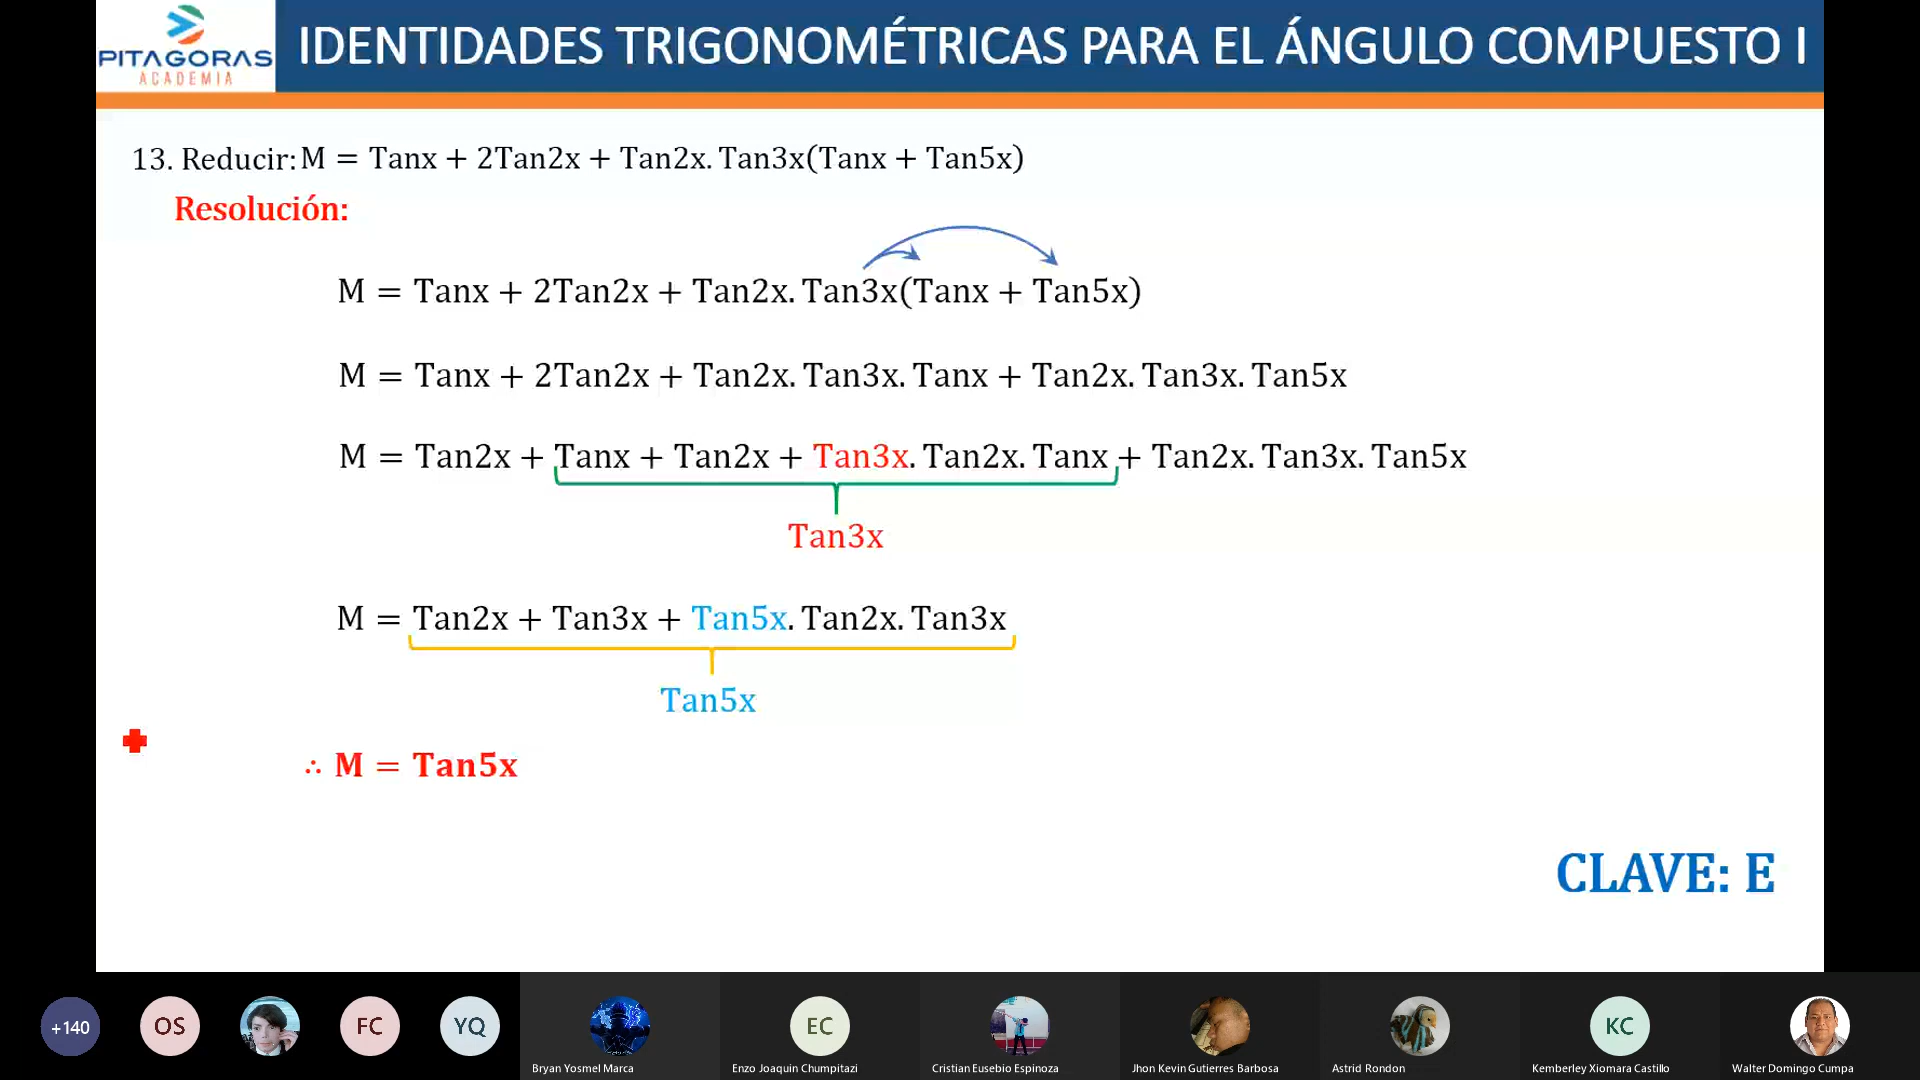 PITAGORAS
ACADEMIA
IDENTIDADES TRIGONOMÉTRICAS PARA EL ÁNGULO COMPUESTO I
13. Reducir: M = Tanx + 2Tan2x + Tan2x. Tan3x(Tanx + Tan5x)
Resolución:
M = Tanx + 2Tan2x + Tan2x. Tan3x(Tanx + Tan5x)
M = Tanx + 2Tan2x + Tan2x. Tan3x. Tanx + Tan2x. Tan3x. Tan5x
M = Tan2x + Tanx + Tan2x + Tan3x. Tan2x. Tanx + Tan2x. Tan3x. Tan5x
Tan3x
M = Tan2x + Tan3x + Tan5x. Tan2x. Tan3x
Tan5x
∴ M = Tan5x
CLAVE: E
+140
OS
FC
YQ
EC
KC
Bryan Yosmel Marca
Enzo Joaquin Chumpitazi
Cristian Eusebio Espinoza
Jhon Kevin Gutierres Barbosa
Astrid Rondon
Kemberley Xiomara Castillo
Walter Domingo Cumpa